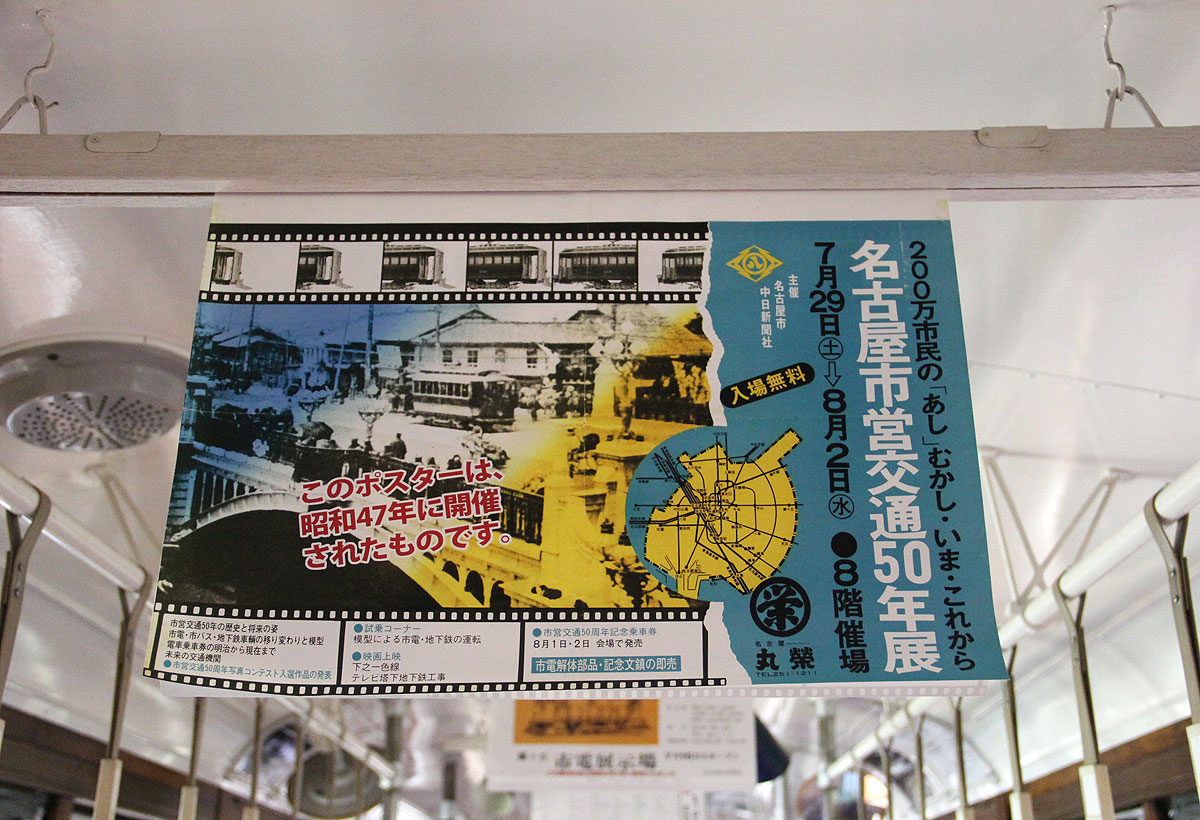 200万市民の「あし」むかし・いま・これから
名古屋市営交通50年展
7月29日㊏⇨8月2日㊌ ●8階催場
主催
名古屋市
中日新聞社
八
入場無料
栄
名古屋
丸榮
TEL251-1211
このポスターは、
昭和47年に開催
されたものです。
市営交通50年の歴史と将来の姿
市電・市バス・地下鉄車輌の移り変わりと模型
電車乗車券の明治から現在まで
未来の交通機関
●市営交通50周年写真コンテスト入選作品の発表
●試乗コーナー
模型による市電・地下鉄の運転
●映画上映
下之一色線
テレビ塔下地下鉄工事
●市営交通50周年記念乗車券
8月1日・2日 会場で発売
市電解体部品・記念文鎮の即売
市電展示場